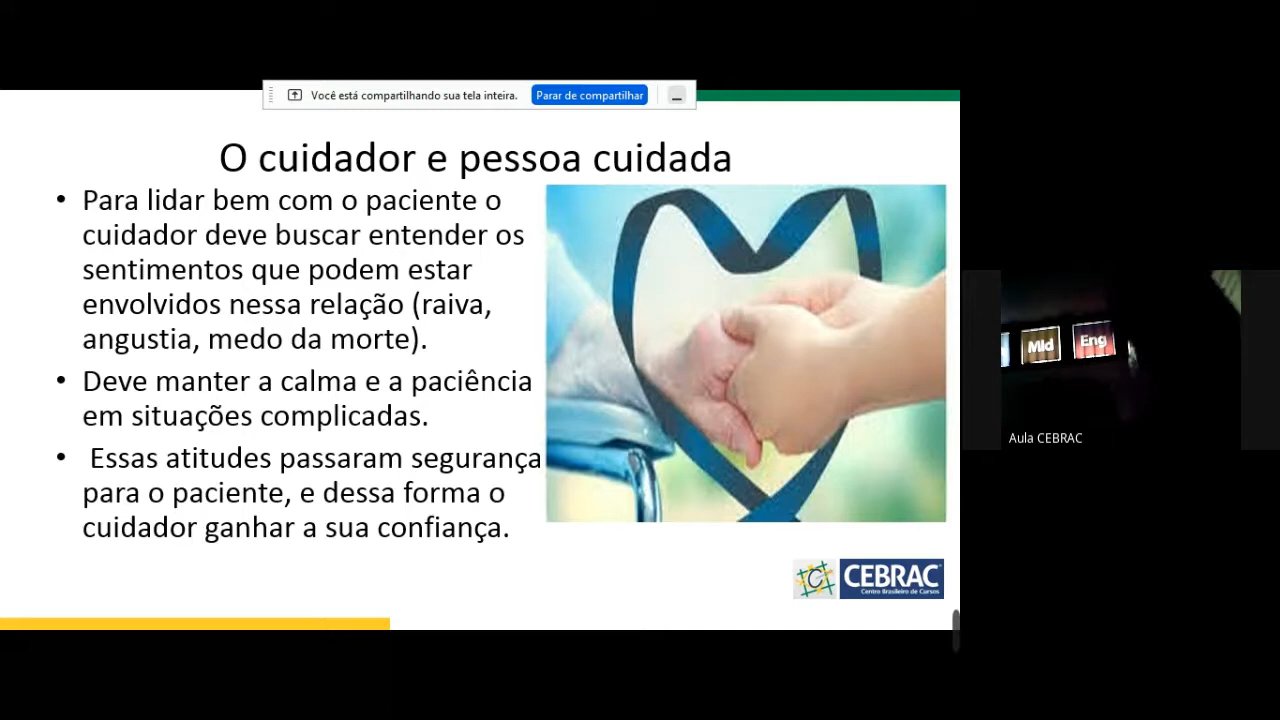 Você está compartilhando sua tela inteira.
Parar de compartilhar
O cuidador e pessoa cuidada
• Para lidar bem com o paciente o
cuidador deve buscar entender os
sentimentos que podem estar
envolvidos nessa relação (raiva,
angustia, medo da morte).
• Deve manter a calma e a paciência
em situações complicadas.
• Essas atitudes passaram segurança
para o paciente, e dessa forma o
cuidador ganhar a sua confiança.
C CEBRAC
Centro Brasileiro de Cursos
Mld
Eng
Aula CEBRAC